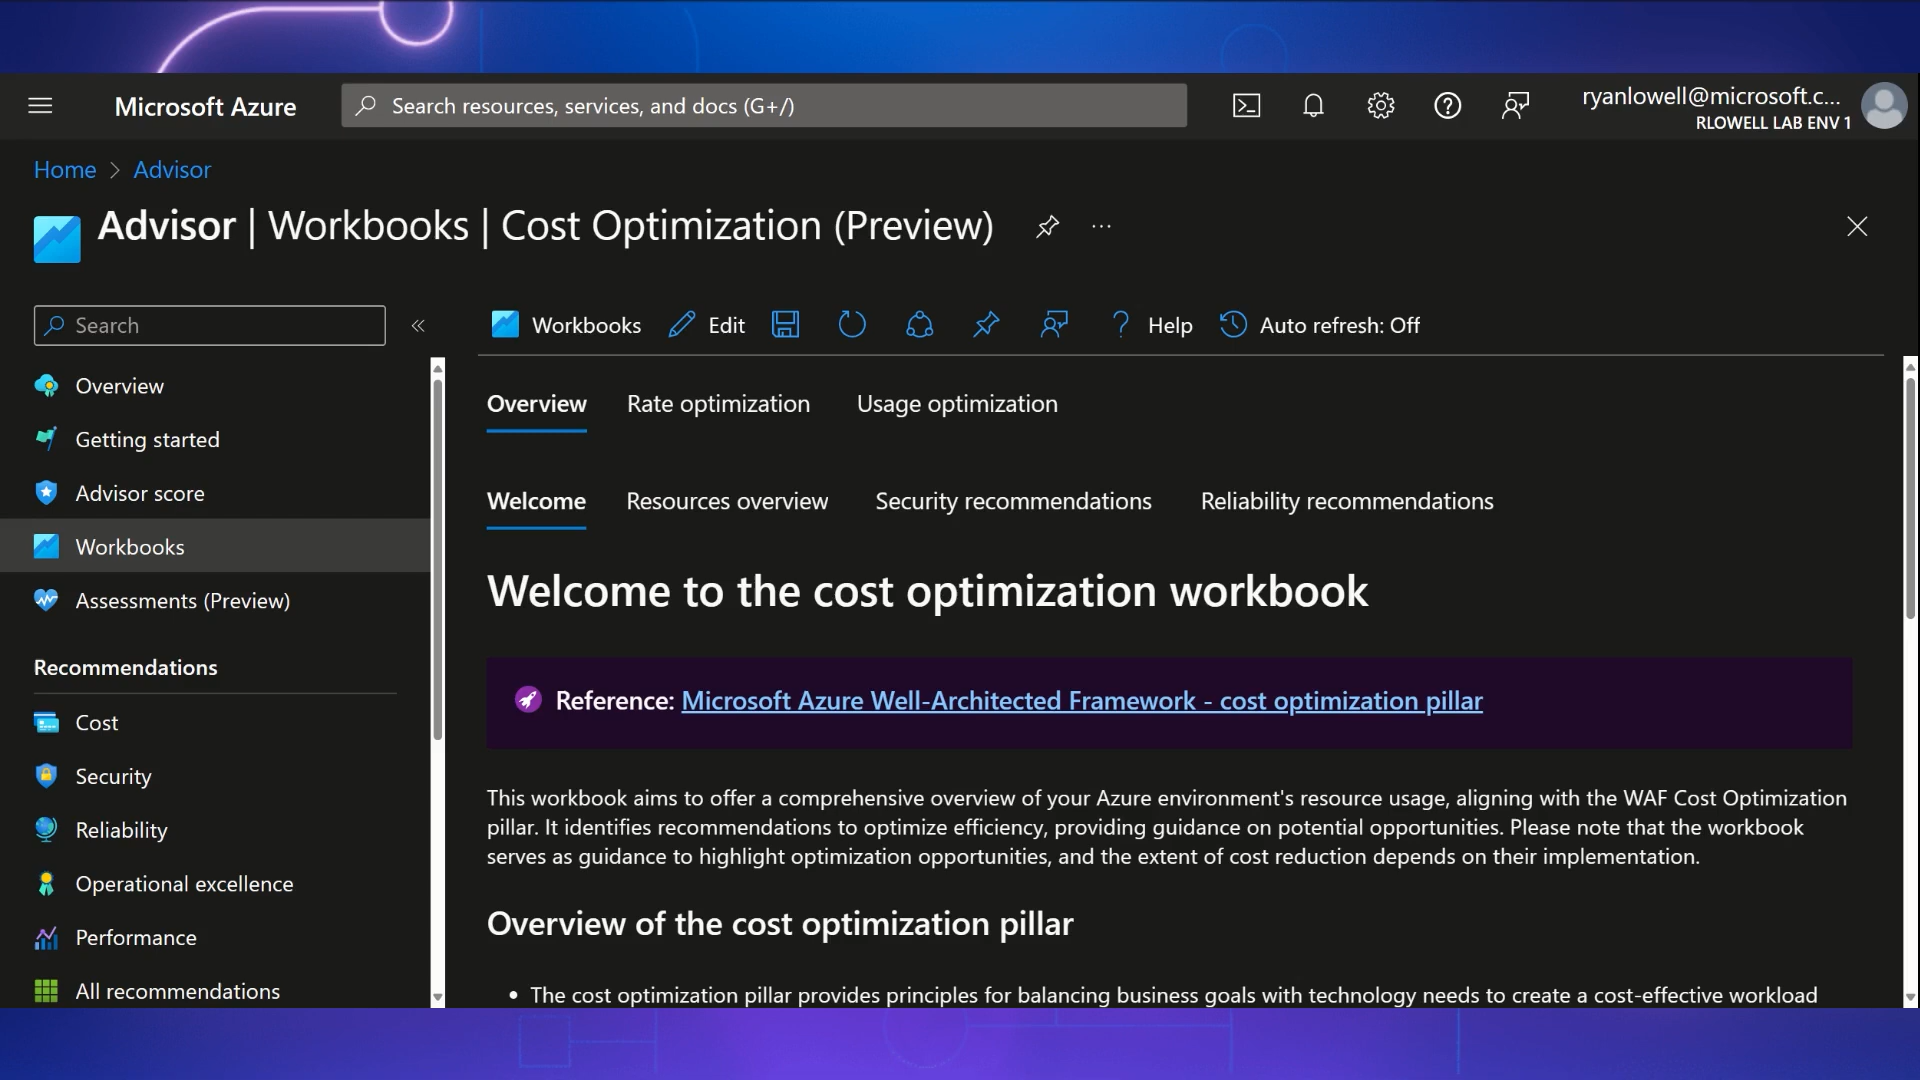 Microsoft Azure
Search resources, services, and docs (G+/)
ryanlowell@microsoft.c...
RLOWELL LAB ENV 1
Home > Advisor
Advisor | Workbooks | Cost Optimization (Preview)
Search
Workbooks
Edit
Help
Auto refresh: Off
Overview
Getting started
Advisor score
Workbooks
Assessments (Preview)
Recommendations
Cost
Security
Reliability
Operational excellence
Performance
All recommendations
Overview
Rate optimization
Usage optimization
Welcome
Resources overview
Security recommendations
Reliability recommendations
Welcome to the cost optimization workbook
Reference: Microsoft Azure Well-Architected Framework - cost optimization pillar
This workbook aims to offer a comprehensive overview of your Azure environment's resource usage, aligning with the WAF Cost Optimization
pillar. It identifies recommendations to optimize efficiency, providing guidance on potential opportunities. Please note that the workbook
serves as guidance to highlight optimization opportunities, and the extent of cost reduction depends on their implementation.
Overview of the cost optimization pillar
• The cost optimization pillar provides principles for balancing business goals with technology needs to create a cost-effective workload